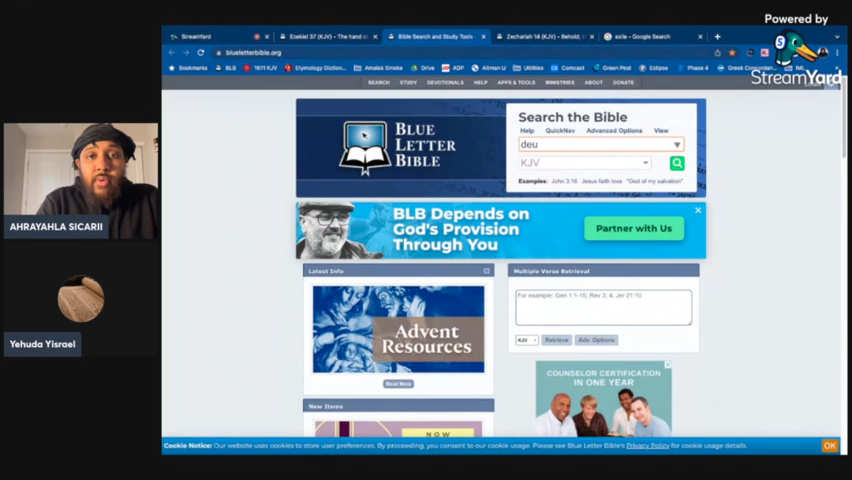 Powered by
StreamYard
StreamYard
Ezekiel 37 (KJV) - The hand of
Bible Search and Study Tools
Zechariah 14 (KJV) - Behold, t
exile - Google Search
blueletterbible.org
Bookmarks
BLB
1611 KJV
Etymology Diction...
Amalek Smoke
Drive
ADP
Altman U
Utilities
Comcast
Green Pest
Eclipse
Phase 4
Greek Concordan...
SEARCH
STUDY
DEVOTIONALS
HELP
APPS & TOOLS
MINISTRIES
ABOUT
DONATE
BLUE
LETTER
BIBLE
Search the Bible
Help
QuickNav
Advanced Options
View
deu
KJV
Examples: John 3:16 Jesus faith love "God of my salvation"
BLB Depends on
God's Provision
Through You
Partner with Us
Latest Info
Advent
Resources
Read More
New Items
NOW
Multiple Verse Retrieval
For example: Gen 1:1-15; Rev 3; 4; Jer 21:10
KJV
Retrieve
Adv. Options
COUNSELOR CERTIFICATION
IN ONE YEAR
Cookie Notice: Our website uses cookies to store user preferences. By proceeding, you consent to our cookie usage. Please see Blue Letter Bible's Privacy Policy for cookie usage details.
OK
AHRAYAHLA SICARII
Yehuda Yisrael